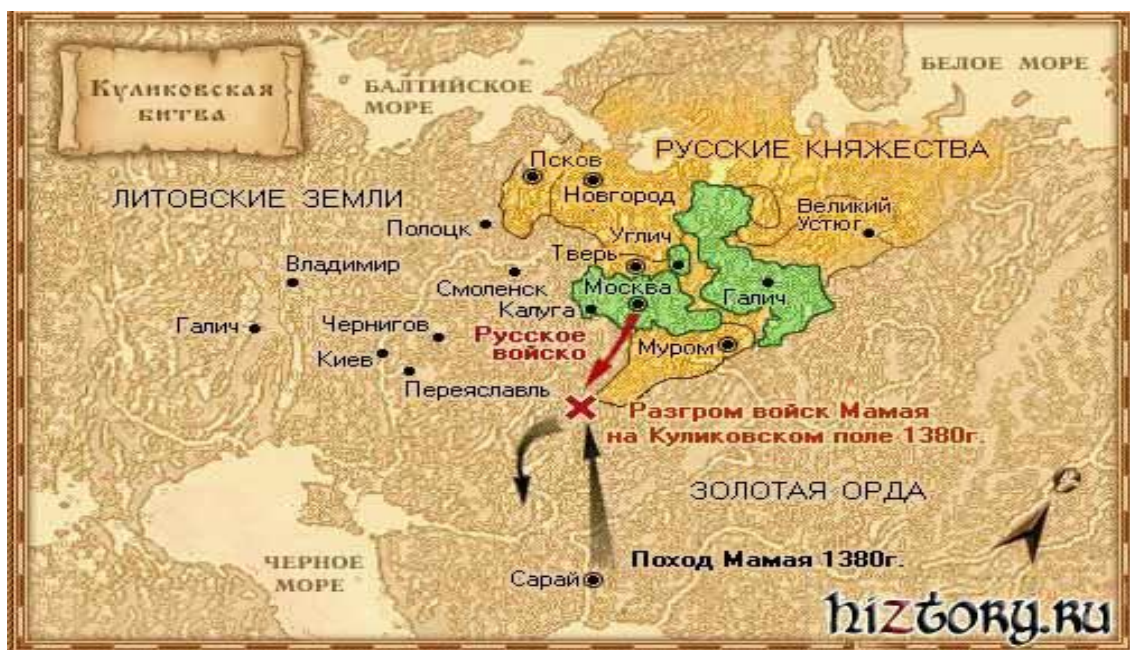 Куликовская
битва
БАЛТИЙСКОЕ
МОРЕ
БЕЛОЕ МОРЕ
РУССКИЕ КНЯЖЕСТВА
Псков
Новгород
ЛИТОВСКИЕ ЗЕМЛИ
Великий
Устюг
Полоцк
Углич
Тверь
Владимир
Смоленск
Москва
Галич
Калуга
Галич
Чернигов
Русское
войско
Муром
Киев
Переяславль
Разгром войск Мамая
на Куликовском поле 1380г.
ЗОЛОТАЯ ОРДА
ЧЕРНОЕ
МОРЕ
Поход Мамая 1380г.
Сарай
hiztory.ru